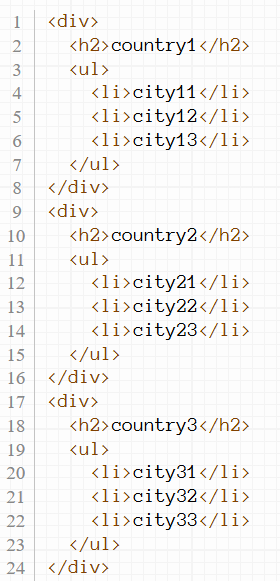 1 <div>
2   <h2>country1</h2>
3   <ul>
4     <li>city11</li>
5     <li>city12</li>
6     <li>city13</li>
7   </ul>
8 </div>
9 <div>
10   <h2>country2</h2>
11   <ul>
12     <li>city21</li>
13     <li>city22</li>
14     <li>city23</li>
15   </ul>
16 </div>
17 <div>
18   <h2>country3</h2>
19   <ul>
20     <li>city31</li>
21     <li>city32</li>
22     <li>city33</li>
23   </ul>
24 </div>